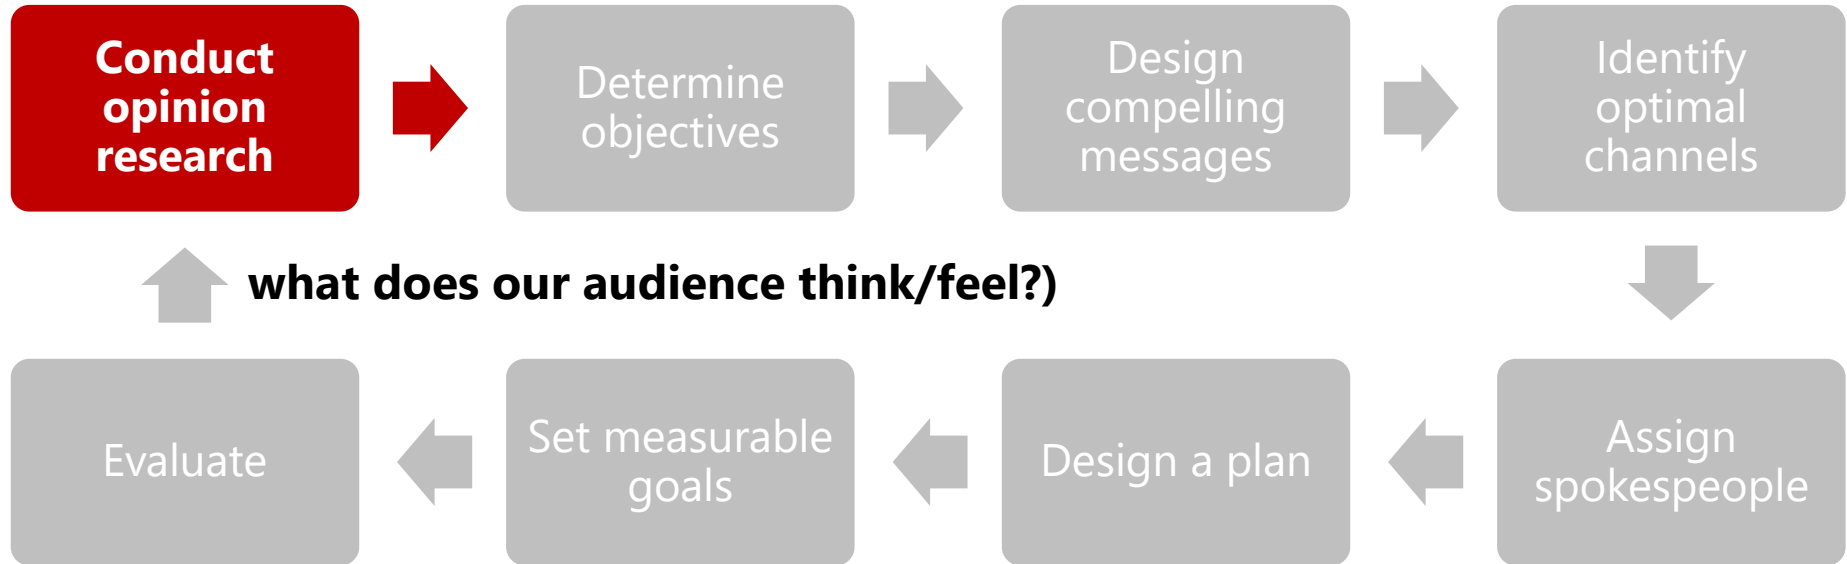 Conduct
opinion
research
Determine
objectives
Design
compelling
messages
Identify
optimal
channels
what does our audience think/feel?)
Evaluate
Set measurable
goals
Design a plan
Assign
spokespeople